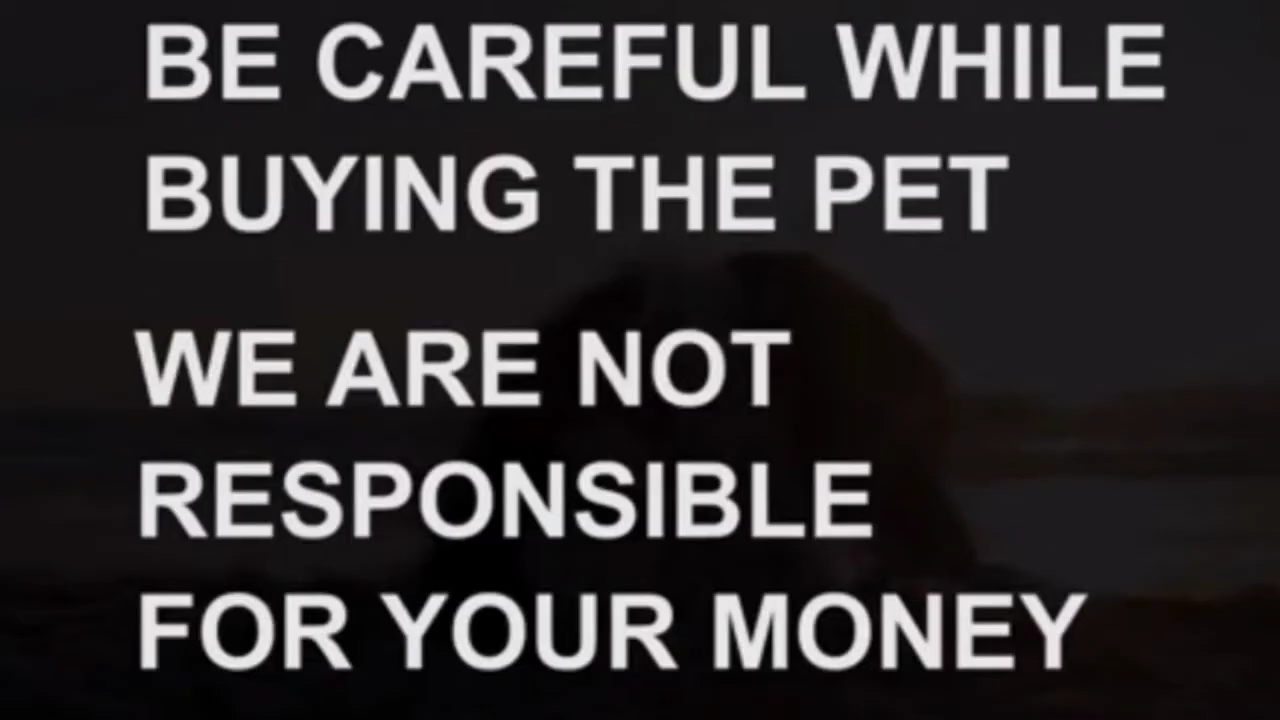 BE CAREFUL WHILE
BUYING THE PET
WE ARE NOT
RESPONSIBLE
FOR YOUR MONEY